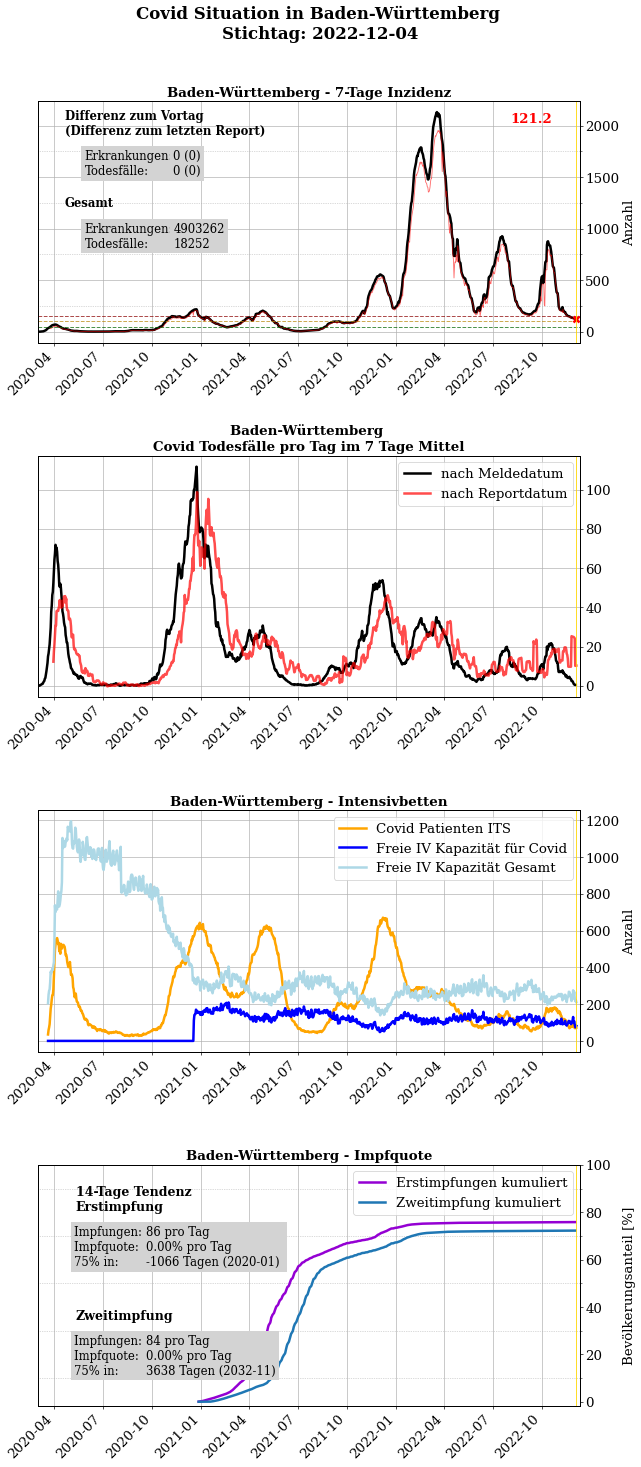 Covid Situation in Baden-Württemberg
Stichtag: 2022-12-04
Baden-Württemberg - 7-Tage Inzidenz
Differenz zum Vortag
(Differenz zum letzten Report)
Erkrankungen 0 (0)
Todesfälle: 0 (0)
Gesamt
Erkrankungen 4903262
Todesfälle: 18252
121.2
2000
1500
1000
500
0
Anzahl
2020-04 2020-07 2020-10 2021-01 2021-04 2021-07 2021-10 2022-01 2022-04 2022-07 2022-10
Baden-Württemberg
Covid Todesfälle pro Tag im 7 Tage Mittel
nach Meldedatum
nach Reportdatum
100
80
60
40
20
0
2020-04 2020-07 2020-10 2021-01 2021-04 2021-07 2021-10 2022-01 2022-04 2022-07 2022-10
Baden-Württemberg - Intensivbetten
Covid Patienten ITS
Freie IV Kapazität für Covid
Freie IV Kapazität Gesamt
1200
1000
800
600
400
200
0
Anzahl
2020-04 2020-07 2020-10 2021-01 2021-04 2021-07 2021-10 2022-01 2022-04 2022-07 2022-10
Baden-Württemberg - Impfquote
14-Tage Tendenz
Erstimpfung
Impfungen: 86 pro Tag
Impfquote: 0.00% pro Tag
75% in: -1066 Tagen (2020-01)
Zweitimpfung
Impfungen: 84 pro Tag
Impfquote: 0.00% pro Tag
75% in: 3638 Tagen (2032-11)
Erstimpfungen kumuliert
Zweitimpfung kumuliert
100
80
60
40
20
0
Bevölkerungsanteil [%]
2020-04 2020-07 2020-10 2021-01 2021-04 2021-07 2021-10 2022-01 2022-04 2022-07 2022-10